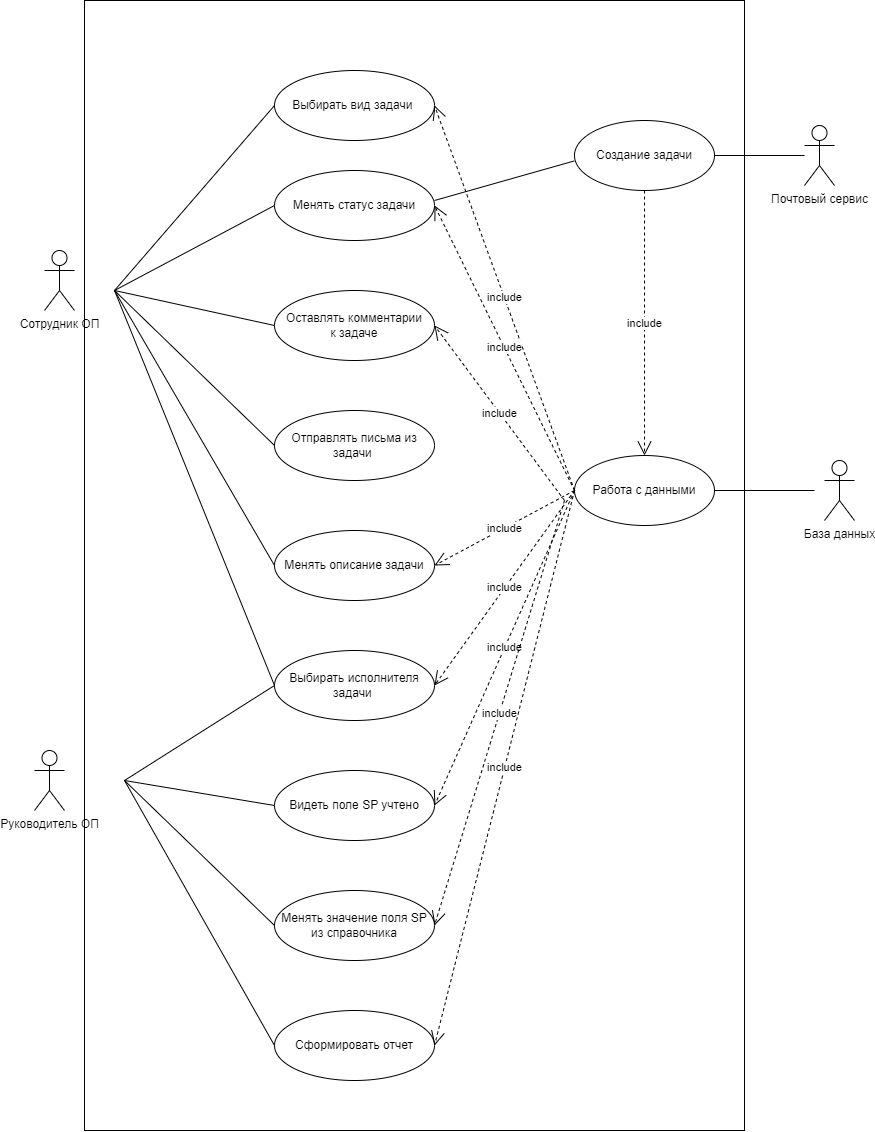 Выбирать вид задачи
Создание задачи
Менять статус задачи
Почтовый сервис
include
Сотрудник ОП
Оставлять комментарии
к задаче
include
include
include
Отправлять письма из
задачи
Работа с данными
База данных
include
Менять описание задачи
include
Выбирать исполнителя
задачи
include
include
include
Руководитель ОП
Видеть поле SP учтено
Менять значение поля SP
из справочника
Сформировать отчет